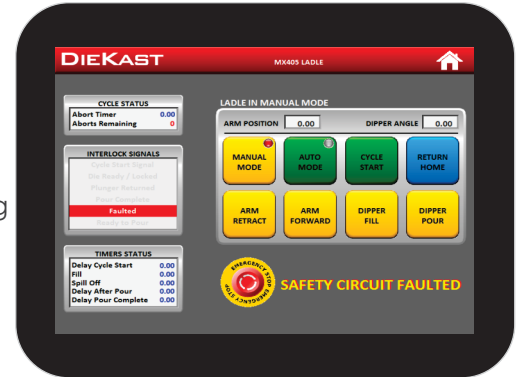 DIEKAST
MX405 LADLE
CYCLE STATUS
Abort Timer 0.00
Aborts Remaining 0
INTERLOCK SIGNALS
Cycle Start Signal
Die Ready / Locked
Plunger Returned
Pour Complete
Faulted
Ready to Pour
TIMERS STATUS
Delay Cycle Start 0.00
Fill 0.00
Spill Off 0.00
Delay After Pour 0.00
Delay Pour Complete 0.00
LADLE IN MANUAL MODE
ARM POSITION 0.00 DIPPER ANGLE 0.00
MANUAL MODE
AUTO MODE
CYCLE START
RETURN HOME
ARM RETRACT
ARM FORWARD
DIPPER FILL
DIPPER POUR
EMERGENCY STOP
EMERGENCY STOP
SAFETY CIRCUIT FAULTED
g